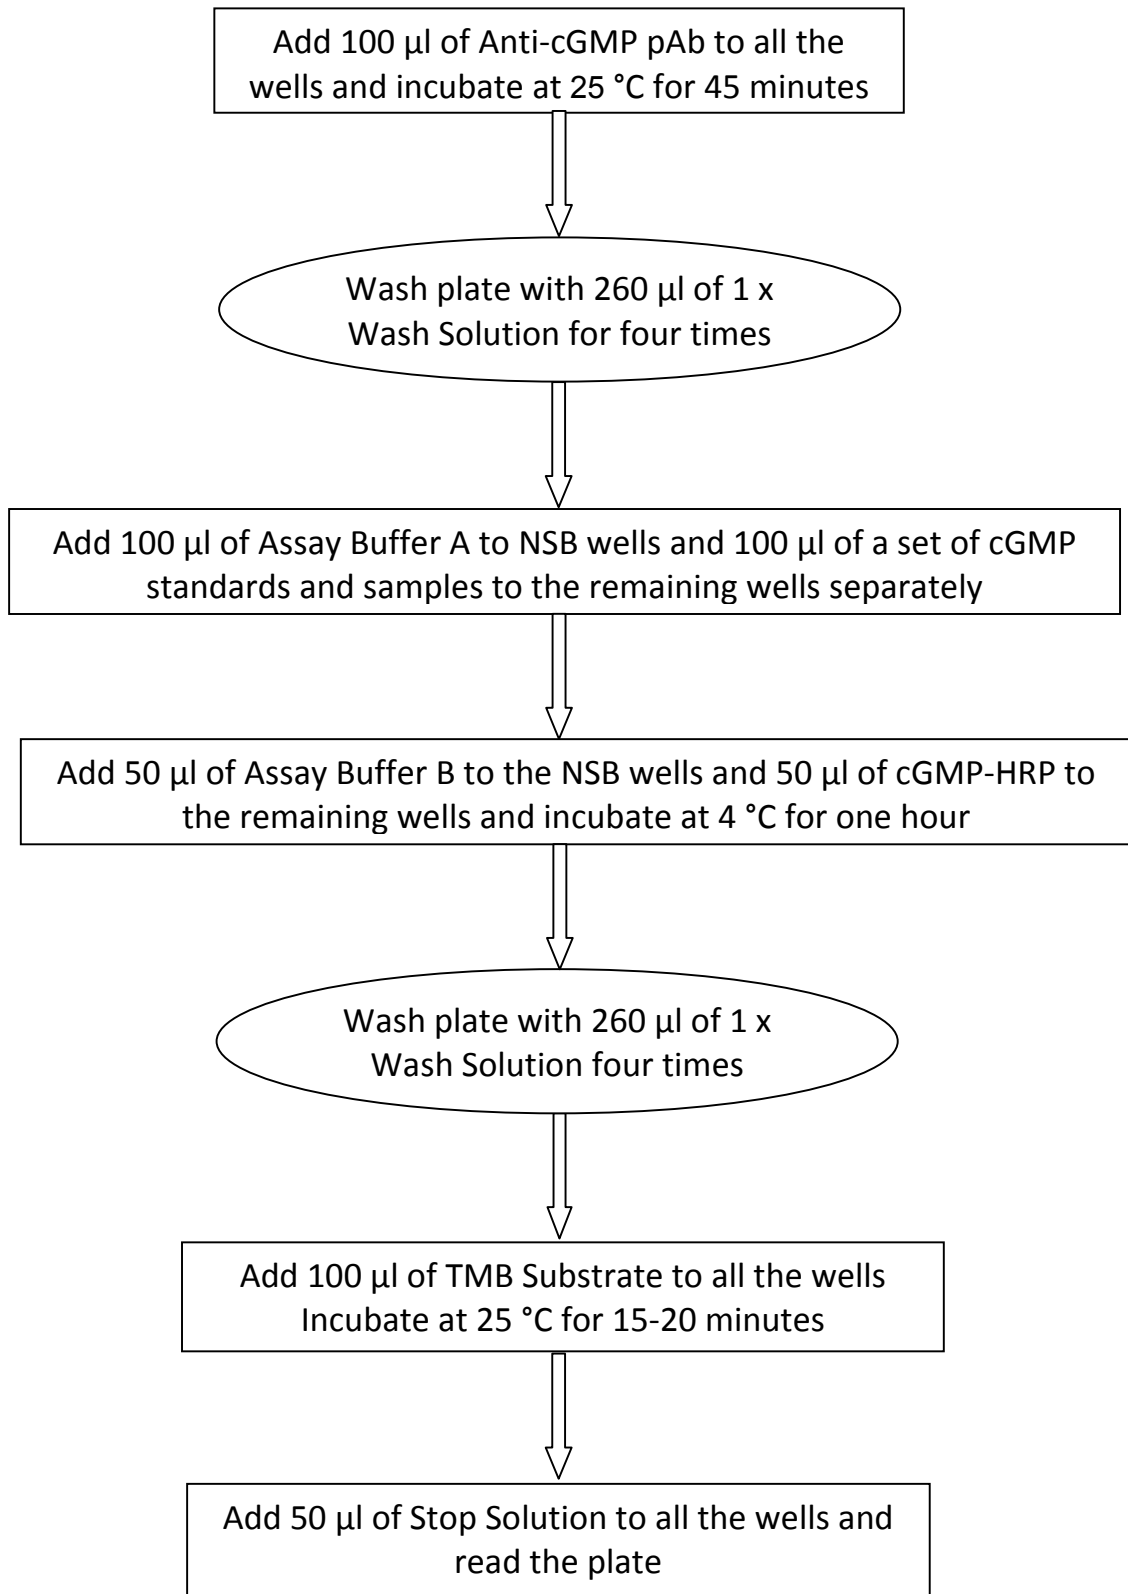 Add 100 µl of Anti-cGMP pAb to all the
wells and incubate at 25 °C for 45 minutes
Wash plate with 260 µl of 1 x
Wash Solution for four times
Add 100 µl of Assay Buffer A to NSB wells and 100 µl of a set of cGMP
standards and samples to the remaining wells separately
Add 50 µl of Assay Buffer B to the NSB wells and 50 µl of cGMP-HRP to
the remaining wells and incubate at 4 °C for one hour
Wash plate with 260 µl of 1 x
Wash Solution four times
Add 100 µl of TMB Substrate to all the wells
Incubate at 25 °C for 15-20 minutes
Add 50 µl of Stop Solution to all the wells and
read the plate